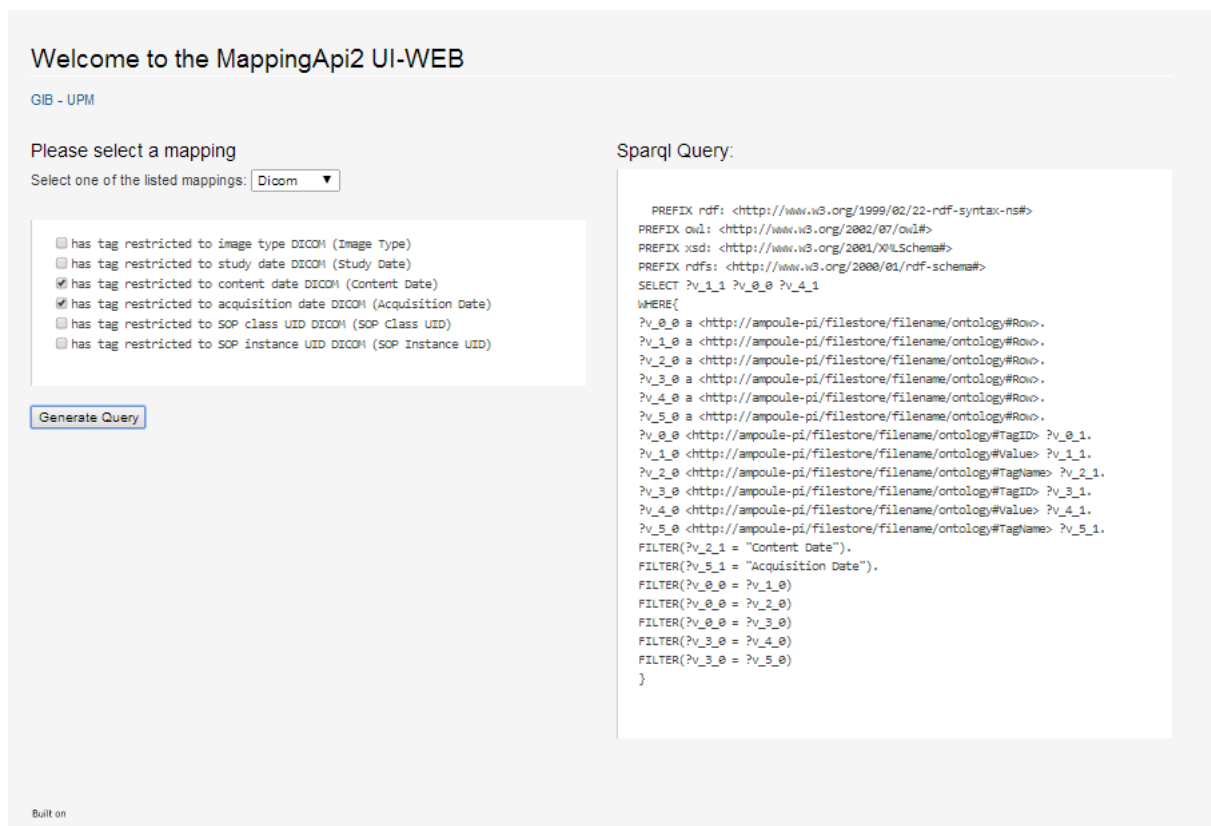 Welcome to the MappingApi2 UI-WEB
GIB - UPM
Please select a mapping
Select one of the listed mappings: Dicom ▼
has tag restricted to image type DICOM (Image Type)
has tag restricted to study date DICOM (Study Date)
has tag restricted to content date DICOM (Content Date)
has tag restricted to acquisition date DICOM (Acquisition Date)
has tag restricted to SOP class UID DICOM (SOP Class UID)
has tag restricted to SOP instance UID DICOM (SOP Instance UID)
Generate Query
Sparql Query:
PREFIX rdf: <http://www.w3.org/1999/02/22-rdf-syntax-ns#>
PREFIX owl: <http://www.w3.org/2002/07/owl#>
PREFIX xsd: <http://www.w3.org/2001/XMLSchema#>
PREFIX rdfs: <http://www.w3.org/2000/01/rdf-schema#>
SELECT ?v_1_1 ?v_0_0 ?v_4_1
WHERE{
?v_0_0 a <http://ampoule-pi/filestore/filename/ontology#Row>.
?v_1_0 a <http://ampoule-pi/filestore/filename/ontology#Row>.
?v_2_0 a <http://ampoule-pi/filestore/filename/ontology#Row>.
?v_3_0 a <http://ampoule-pi/filestore/filename/ontology#Row>.
?v_4_0 a <http://ampoule-pi/filestore/filename/ontology#Row>.
?v_5_0 a <http://ampoule-pi/filestore/filename/ontology#Row>.
?v_0_0 <http://ampoule-pi/filestore/filename/ontology#TagID> ?v_0_1.
?v_1_0 <http://ampoule-pi/filestore/filename/ontology#Value> ?v_1_1.
?v_2_0 <http://ampoule-pi/filestore/filename/ontology#TagName> ?v_2_1.
?v_3_0 <http://ampoule-pi/filestore/filename/ontology#TagID> ?v_3_1.
?v_4_0 <http://ampoule-pi/filestore/filename/ontology#Value> ?v_4_1.
?v_5_0 <http://ampoule-pi/filestore/filename/ontology#TagName> ?v_5_1.
FILTER(?v_2_1 = "Content Date").
FILTER(?v_5_1 = "Acquisition Date").
FILTER(?v_0_0 = ?v_1_0)
FILTER(?v_0_0 = ?v_2_0)
FILTER(?v_0_0 = ?v_3_0)
FILTER(?v_3_0 = ?v_4_0)
FILTER(?v_3_0 = ?v_5_0)
}
Built on